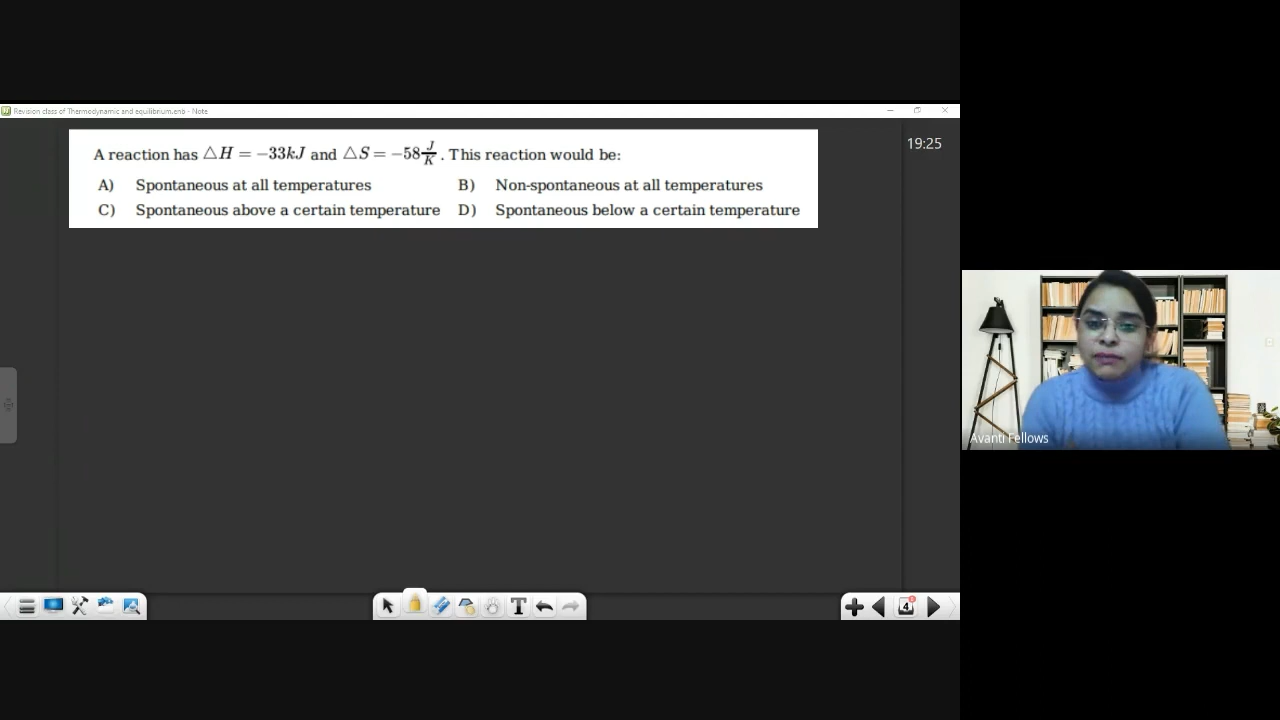 Revision class of Thermodynamic and equilibrium.enb - Note
19:25
A reaction has △H = −33kJ and △S = −58 J/K . This reaction would be:
A) Spontaneous at all temperatures B) Non-spontaneous at all temperatures
C) Spontaneous above a certain temperature D) Spontaneous below a certain temperature
Avanti Fellows
T 4